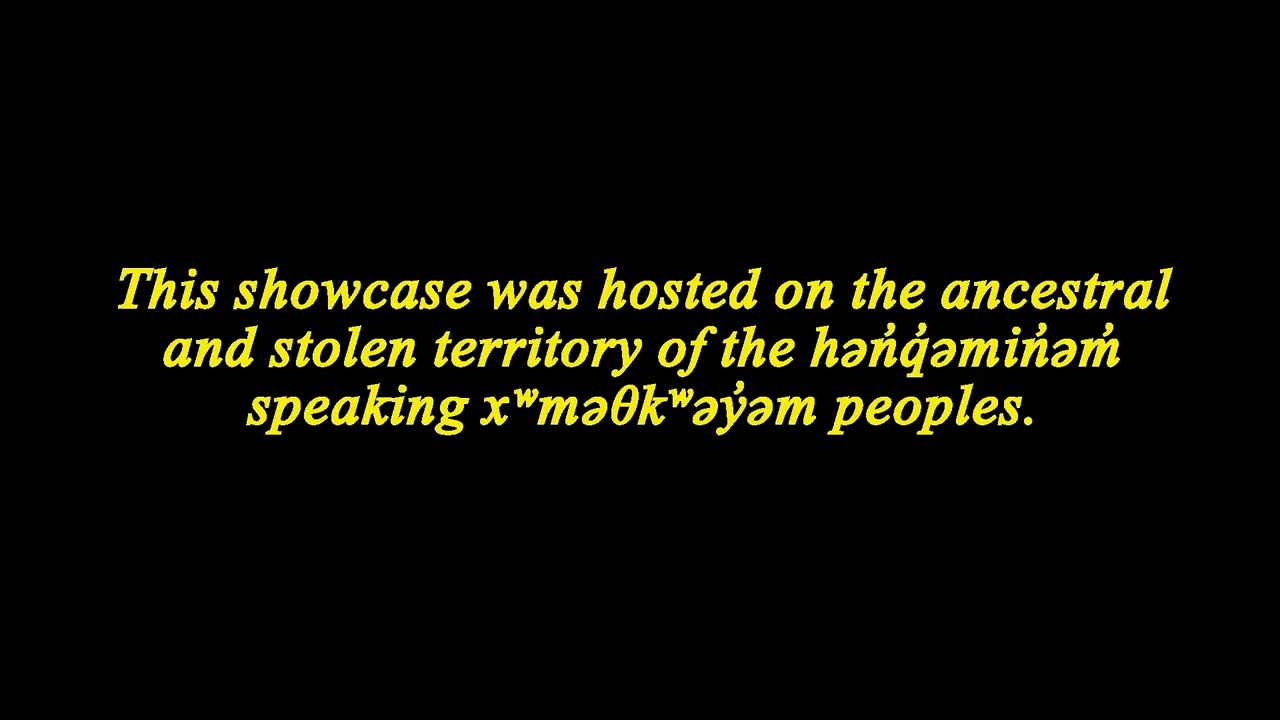 This showcase was hosted on the ancestral
and stolen territory of the hən̓q̓əmin̓əm̓
speaking xʷməθkʷəy̓əm peoples.